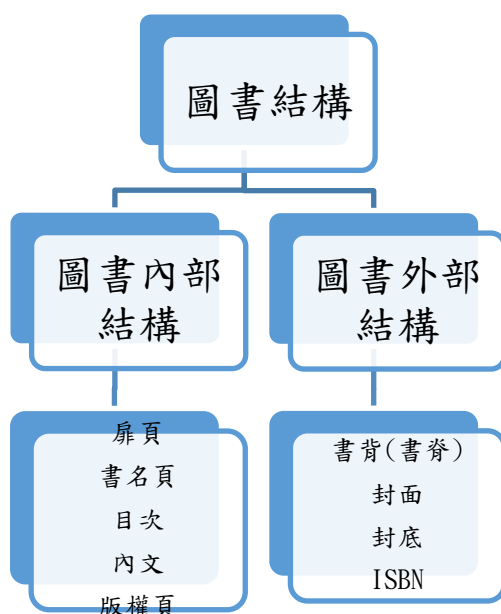 圖書結構
圖書內部
結構
圖書外部
結構
扉頁
書名頁
目次
內文
版權頁
書背(書脊)
封面
封底
ISBN